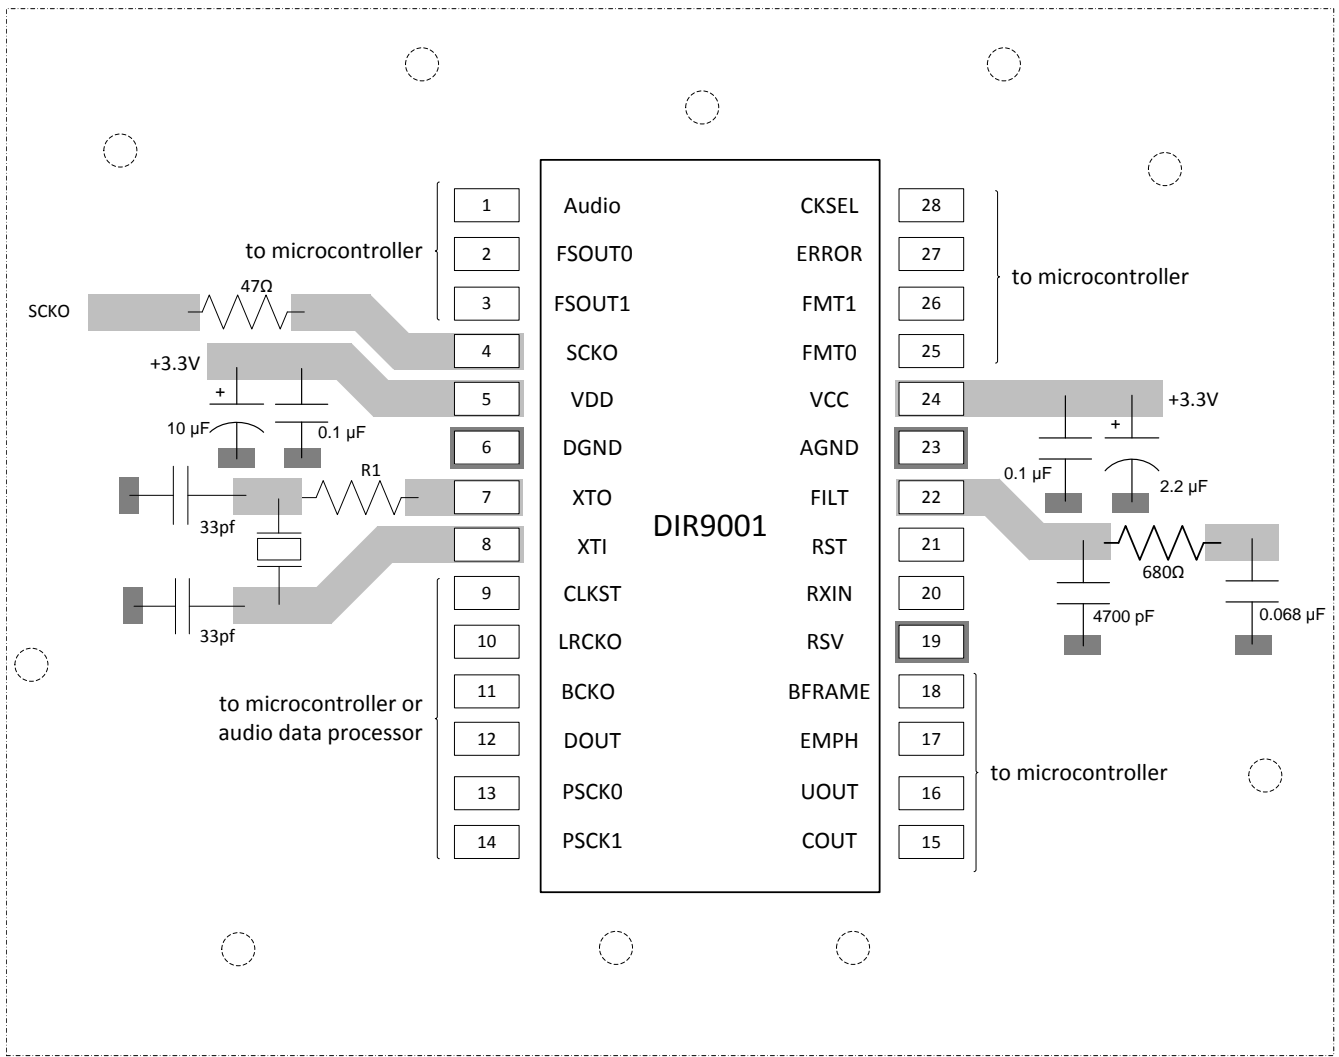 1 Audio CKSEL 28
to microcontroller 2 FSOUT0 ERROR 27 to microcontroller
47Ω
SCKO 3 FSOUT1 FMT1 26
4 SCKO FMT0 25
+3.3V
+ 5 VDD VCC 24 +3.3V
10 µF 0.1 µF +
6 DGND AGND 23
R1 0.1 µF 2.2 µF
7 XTO FILT 22
33pf DIR9001
8 XTI RST 21
680Ω
9 CLKST RXIN 20
4700 pF 0.068 µF
33pf 10 LRCKO RSV 19
to microcontroller or
audio data processor
11 BCKO BFRAME 18
12 DOUT EMPH 17
to microcontroller
13 PSCK0 UOUT 16
14 PSCK1 COUT 15